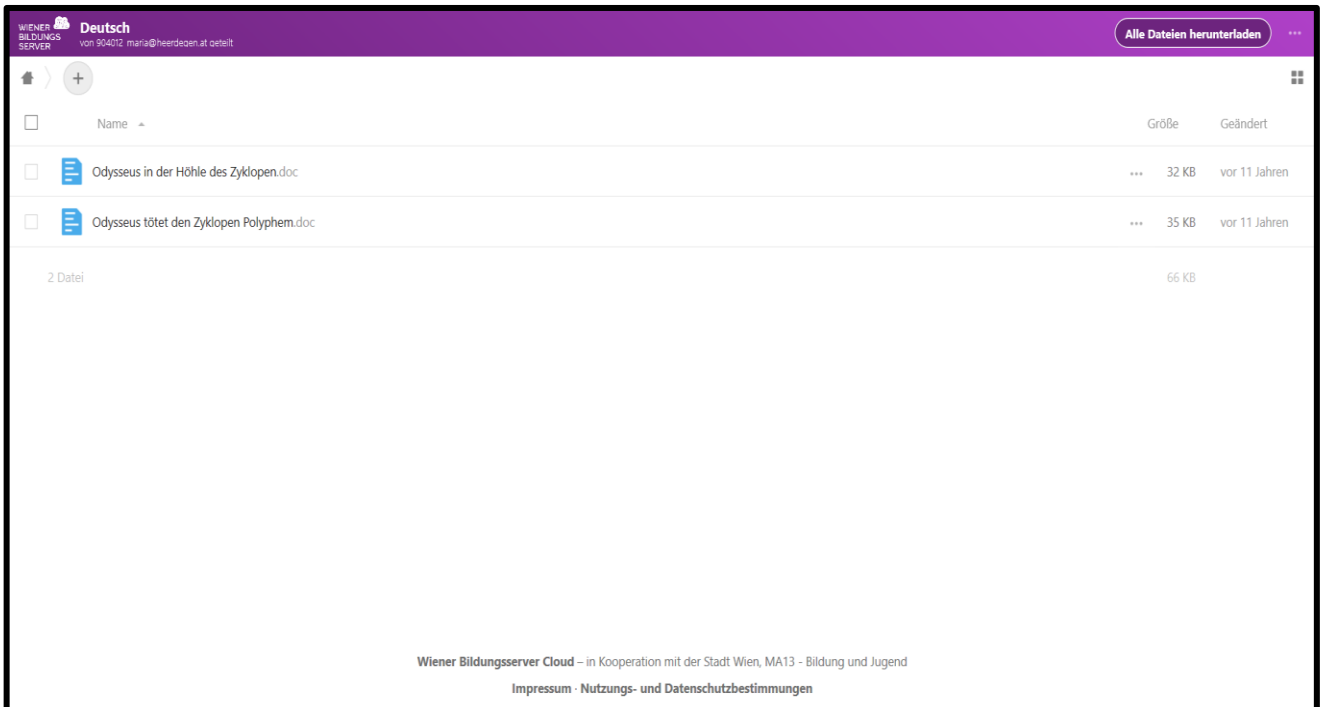 WIENER
BILDUNGS
SERVER
Deutsch
von 904012 maria@heerdegen.at geteilt
Alle Dateien herunterladen
Name
Größe
Geändert
Odysseus in der Höhle des Zyklopen.doc
32 KB
vor 11 Jahren
Odysseus tötet den Zyklopen Polyphem.doc
35 KB
vor 11 Jahren
2 Datei
66 KB
Wiener Bildungsserver Cloud – in Kooperation mit der Stadt Wien, MA13 - Bildung und Jugend
Impressum · Nutzungs- und Datenschutzbestimmungen